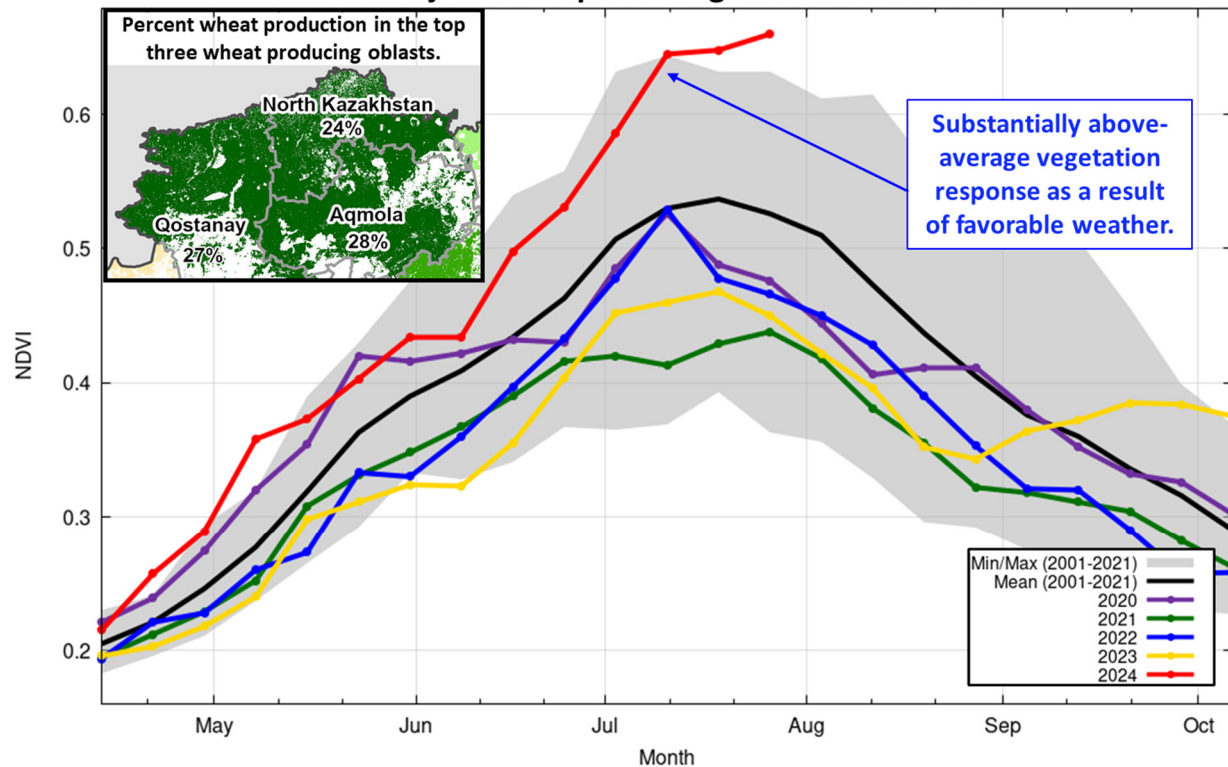 Percent wheat production in the top
three wheat producing oblasts.
North Kazakhstan
24%
Qostanay
27%
Aqmola
28%
Substantially above-
average vegetation
response as a result
of favorable weather.
NDVI
0.6
0.5
0.4
0.3
0.2
Min/Max (2001-2021)
Mean (2001-2021)
2020
2021
2022
2023
2024
May
Jun
Jul
Aug
Sep
Oct
Month